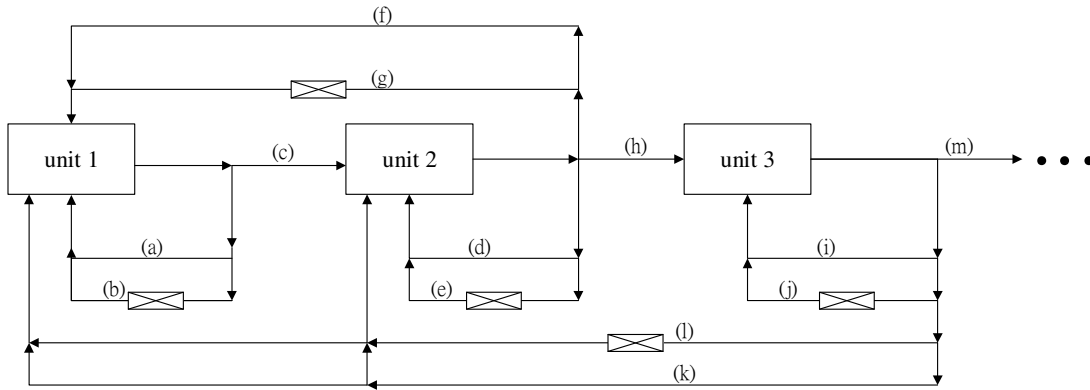 (f)
(g)
unit 1
(c)
unit 2
(h)
unit 3
(m)
(a)
(d)
(i)
(b)
(e)
(j)
(l)
(k)